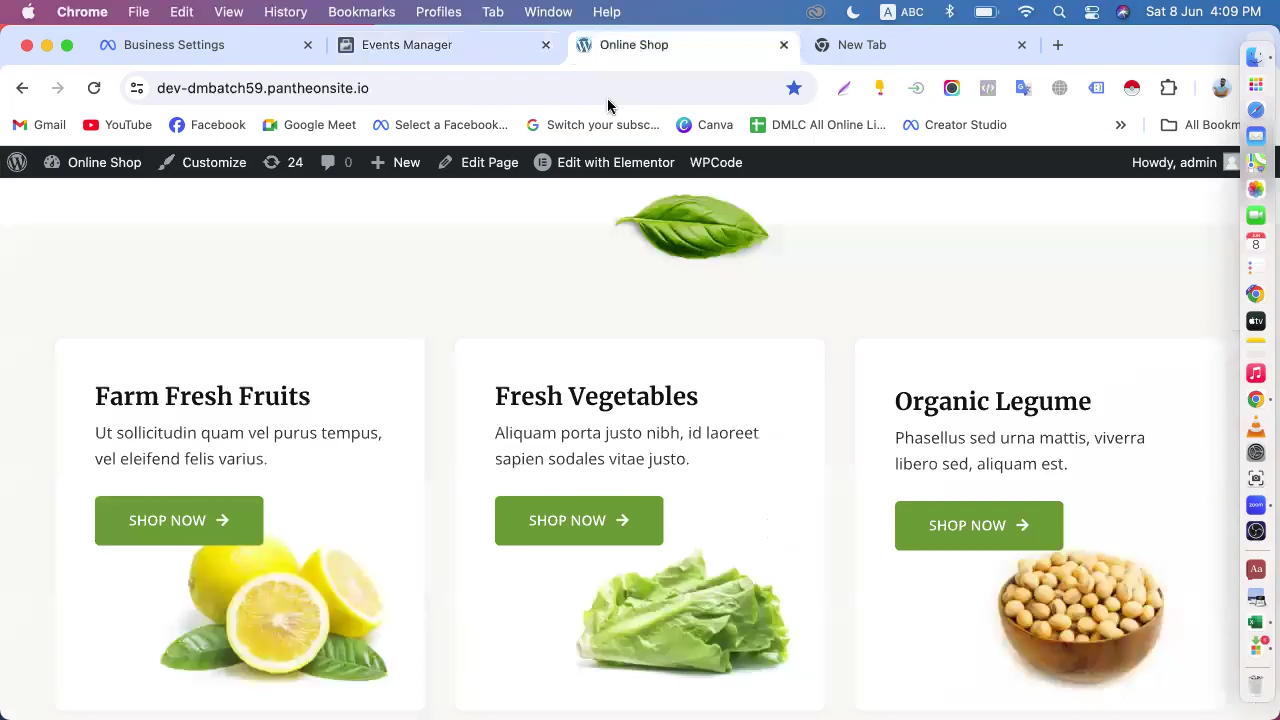 Chrome File Edit View History Bookmarks Profiles Tab Window Help A ABC Sat 8 Jun 4:09 PM
Business Settings Events Manager Online Shop New Tab
dev-dmbatch59.pantheonsite.io
Gmail YouTube Facebook Google Meet Select a Facebook... Switch your subsc... Canva DMLC All Online Li... Creator Studio » All Bookm
Online Shop Customize 24 0 New Edit Page Edit with Elementor WPCode Howdy, admin
Farm Fresh Fruits
Ut sollicitudin quam vel purus tempus,
vel eleifend felis varius.
SHOP NOW
Fresh Vegetables
Aliquam porta justo nibh, id laoreet
sapien sodales vitae justo.
SHOP NOW
Organic Legume
Phasellus sed urna mattis, viverra
libero sed, aliquam est.
SHOP NOW
8
tv
zoom
Aa